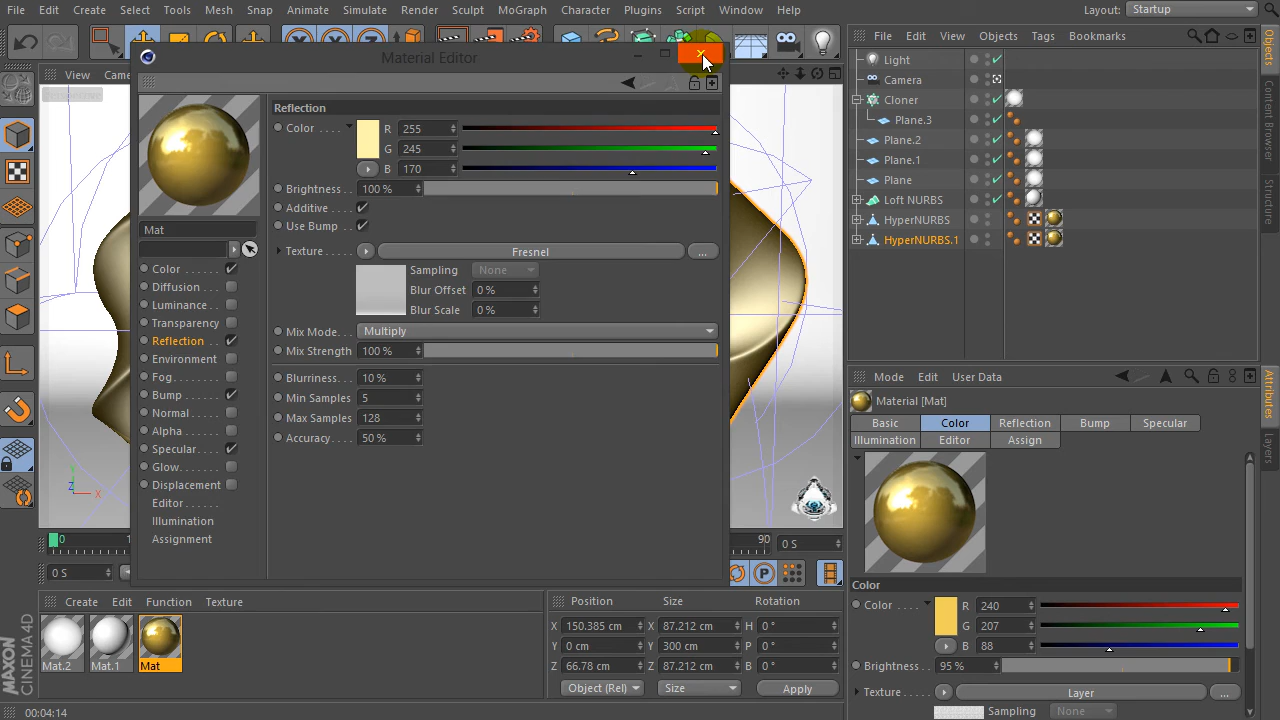 File Edit Create Select Tools Mesh Snap Animate Simulate Render Sculpt MoGraph Character Plugins Script Window Help
Layout: Startup
View Came
Material Editor
Mat
Color
Diffusion
Luminance
Transparency
Reflection
Environment
Fog
Bump
Normal
Alpha
Specular
Glow
Displacement
Editor
Illumination
Assignment
Reflection
Color R 255
G 245
B 170
Brightness 100 %
Additive
Use Bump
Texture Fresnel ...
Sampling None
Blur Offset 0 %
Blur Scale 0 %
Mix Mode Multiply
Mix Strength 100 %
Blurriness 10 %
Min Samples 5
Max Samples 128
Accuracy 50 %
0 90 0 S
0 S P
Create Edit Function Texture
Mat.2 Mat.1 Mat
Position Size Rotation
X 150.385 cm X 87.212 cm H 0 °
Y 0 cm Y 300 cm P 0 °
Z 66.78 cm Z 87.212 cm B 0 °
Object (Rel) Size Apply
MAXON
CINEMA 4D
00:04:14
File Edit View Objects Tags Bookmarks
Light
Camera
Cloner
Plane.3
Plane.2
Plane.1
Plane
Loft NURBS
HyperNURBS
HyperNURBS.1
Objects
Content Browser
Structure
Mode Edit User Data
Material [Mat]
Basic Color Reflection Bump Specular
Illumination Editor Assign
Color
Color R 240
G 207
B 88
Brightness 95 %
Texture Layer ...
Sampling None
Attributes
Layers